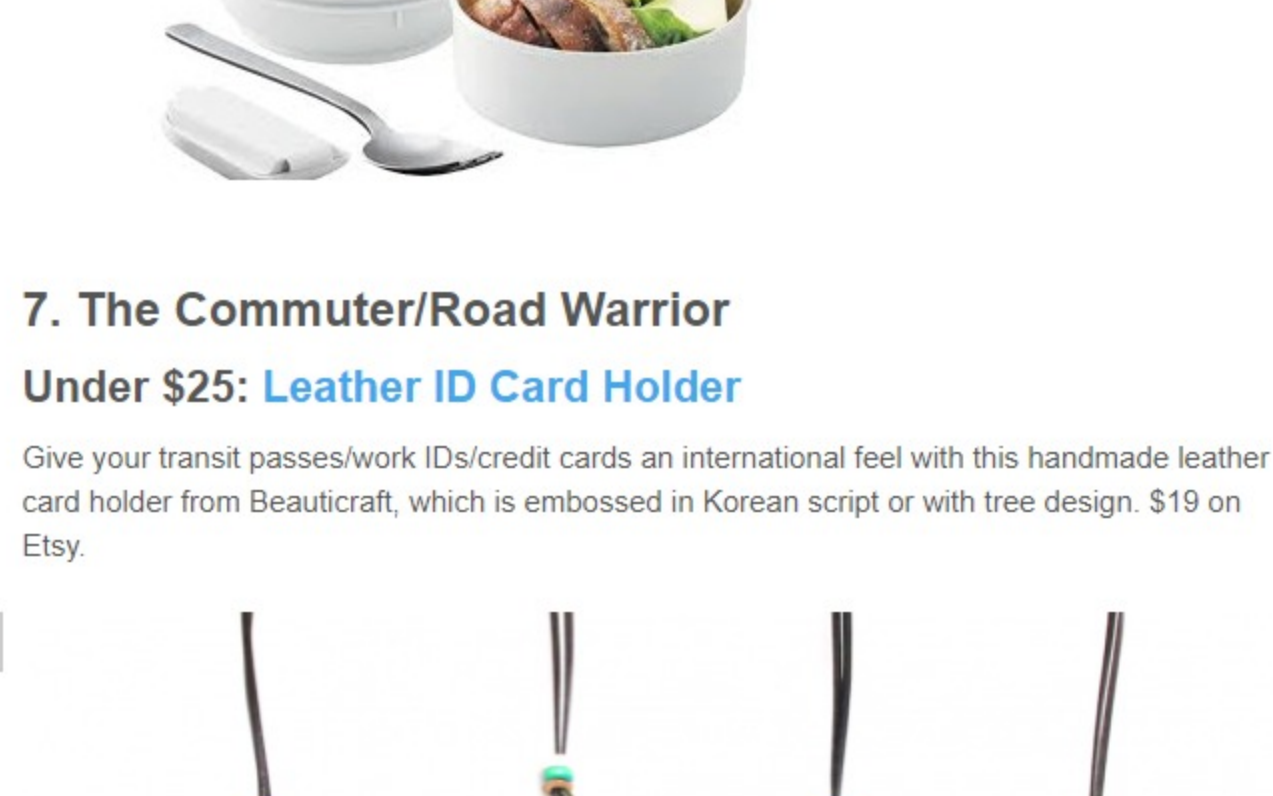 7. The Commuter/Road Warrior
Under $25: Leather ID Card Holder
Give your transit passes/work IDs/credit cards an international feel with this handmade leather
card holder from Beauticraft, which is embossed in Korean script or with tree design. $19 on
Etsy.